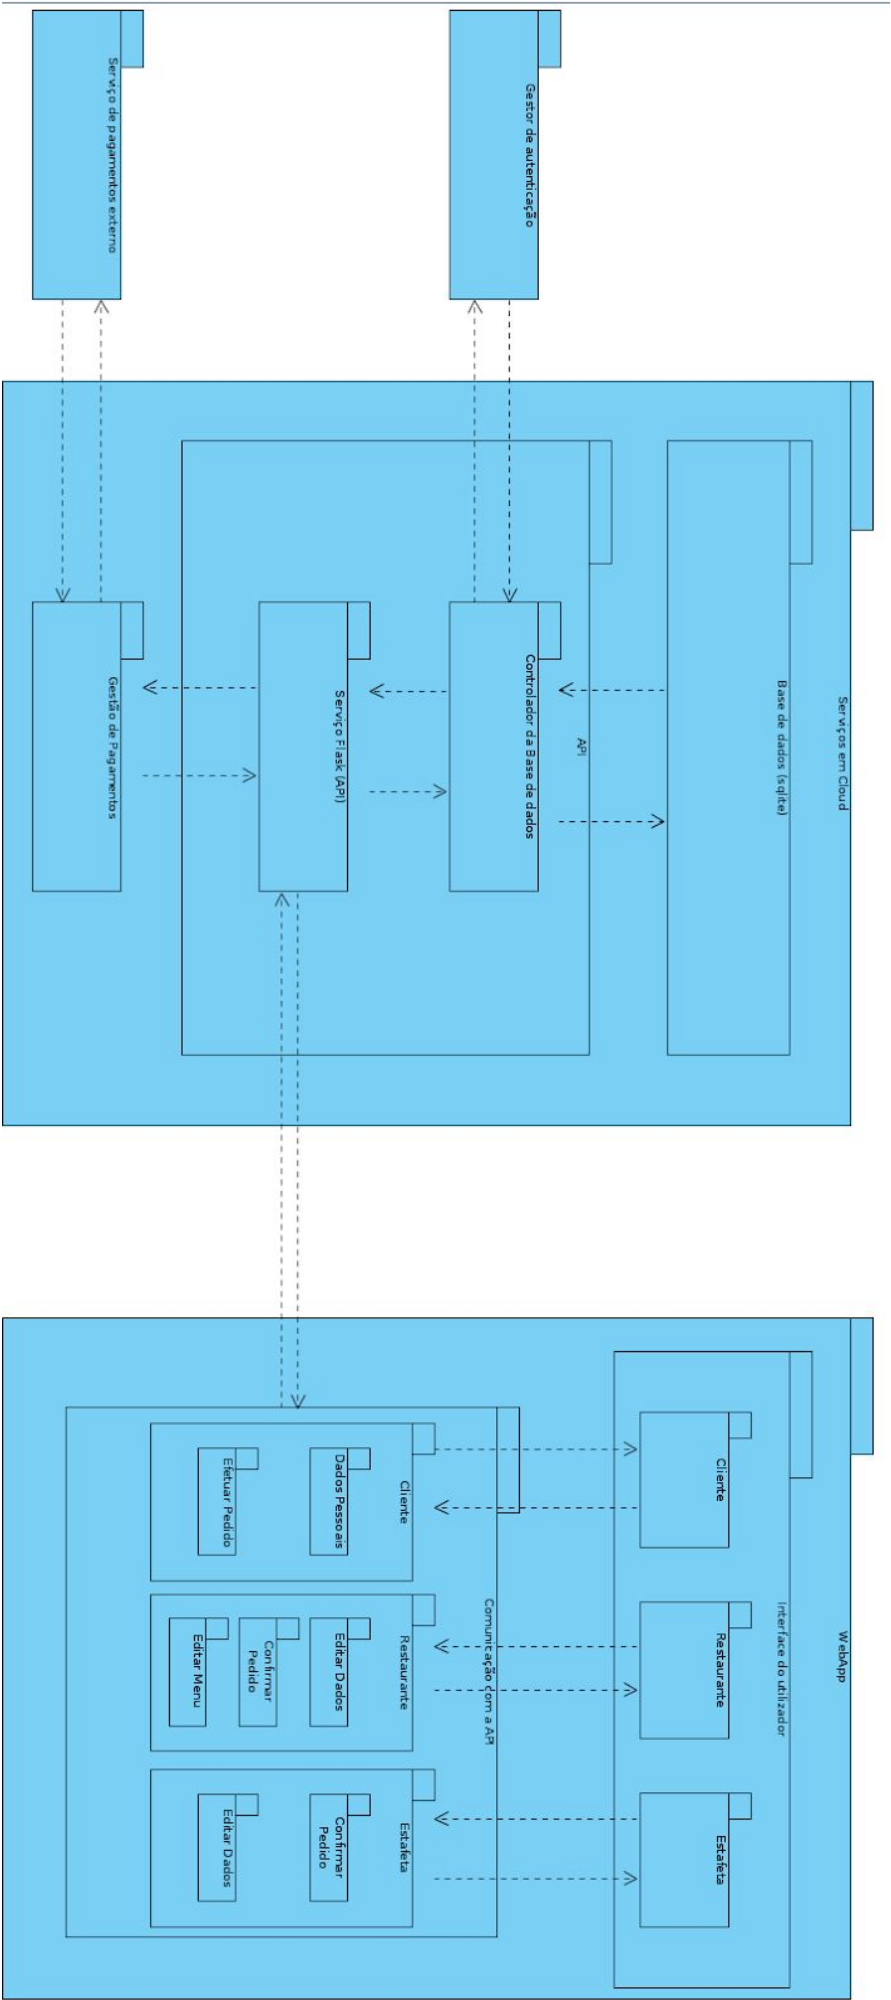 WebApp
Interface do utilizador
Cliente
Restaurante
Estafeta
Comunicação com a API
Cliente
Dados Pessoais
Efetuar Pedido
Restaurante
Editar Dados
Confirmar
Pedido
Editar Menu
Estafeta
Confirmar
Pedido
Editar Dados
Serviços em Cloud
Base de dados (sqlite)
API
Controlador da Base de dados
Serviço Flask (API)
Gestão de Pagamentos
Gestor de autenticação
Serviço de pagamentos externo